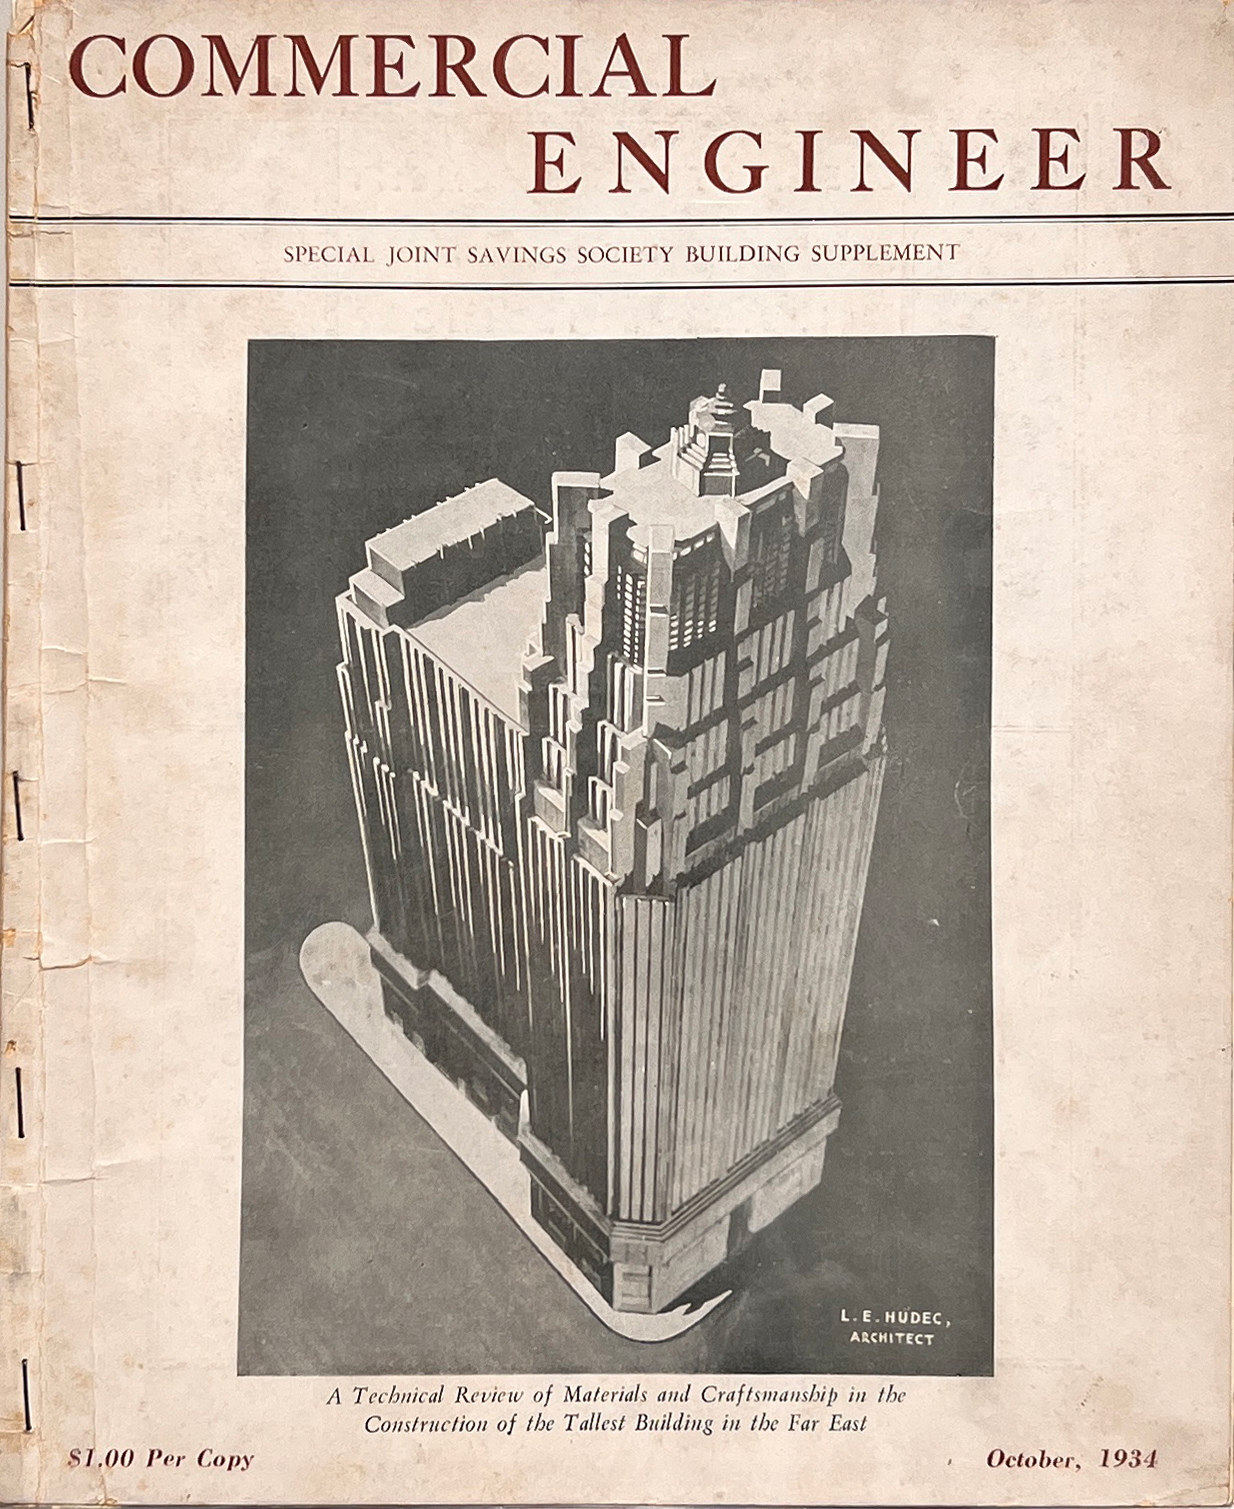 COMMERCIAL
ENGINEER
SPECIAL JOINT SAVINGS SOCIETY BUILDING SUPPLEMENT
L. E. HUDEC,
ARCHITECT
A Technical Review of Materials and Craftsmanship in the
Construction of the Tallest Building in the Far East
$1.00 Per Copy
October, 1934